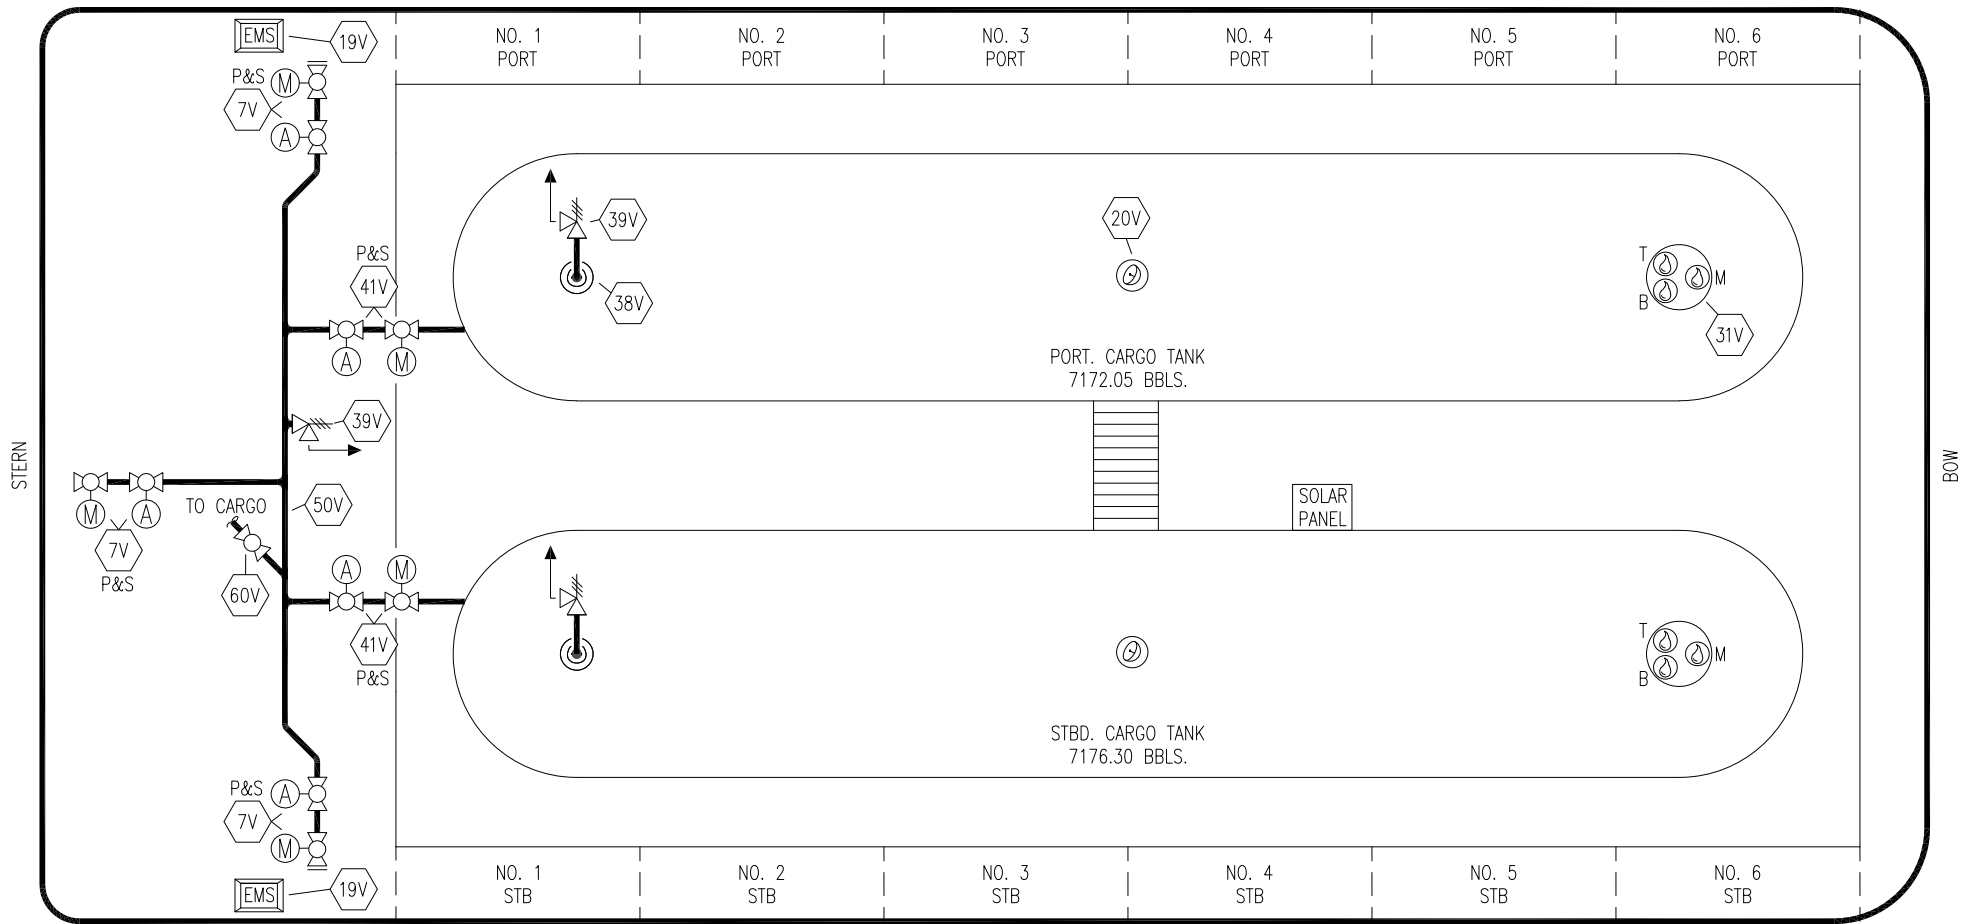 EMS
19V
NO. 1
PORT
NO. 2
PORT
NO. 3
PORT
NO. 4
PORT
NO. 5
PORT
NO. 6
PORT
P&S
M
7V
A
39V
20V
P&S
41V
38V
T
M
B
31V
A
M
PORT. CARGO TANK
7172.05 BBLS.
39V
STERN
BOW
TO CARGO
50V
SOLAR
PANEL
M
A
7V
P&S
60V
A
M
41V
P&S
T
M
B
STBD. CARGO TANK
7176.30 BBLS.
P&S
A
7V
M
EMS
19V
NO. 1
STB
NO. 2
STB
NO. 3
STB
NO. 4
STB
NO. 5
STB
NO. 6
STB